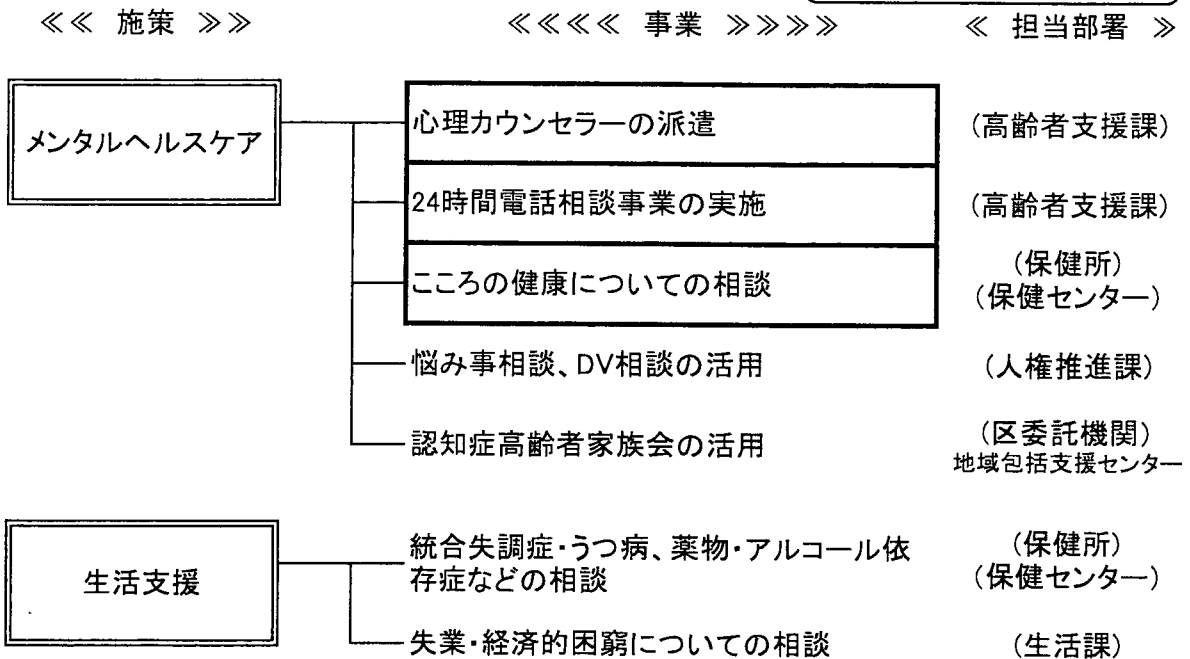 ≪≪ 施策 ≫≫ ≪≪≪≪ 事業 ≫≫≫≫ ≪ 担当部署 ≫
メンタルヘルスケア
心理カウンセラーの派遣 (高齢者支援課)
24時間電話相談事業の実施 (高齢者支援課)
こころの健康についての相談 (保健所)
(保健センター)
悩み事相談、DV相談の活用 (人権推進課)
認知症高齢者家族会の活用 (区委託機関)
地域包括支援センター
生活支援
統合失調症・うつ病、薬物・アルコール依 (保健所)
存症などの相談 (保健センター)
失業・経済的困窮についての相談 (生活課)